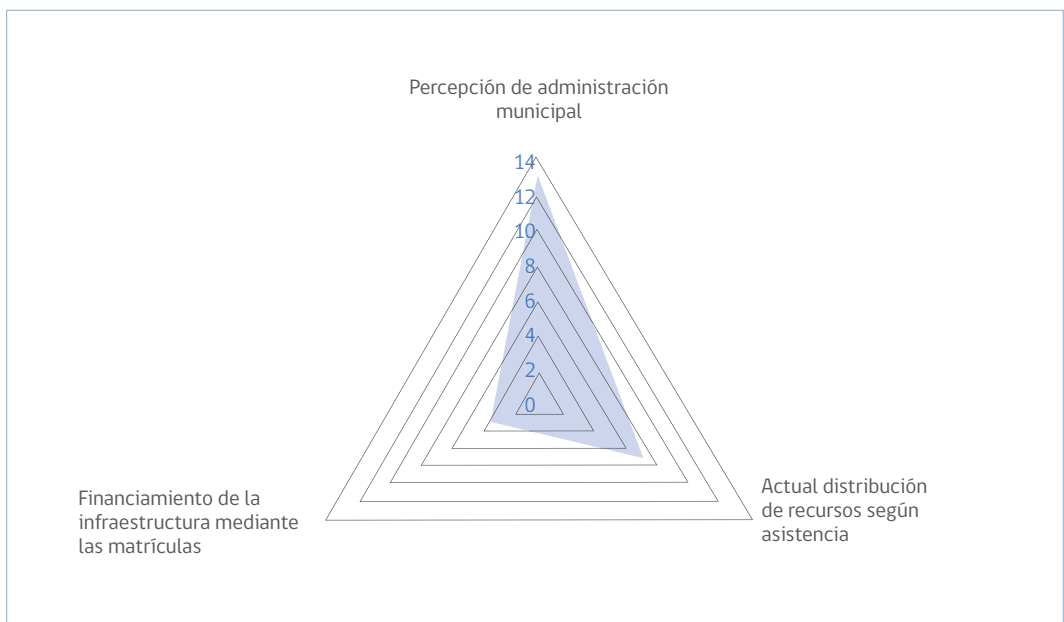 Percepción de administración
municipal
14
12
10
8
6
4
2
0
Financiamiento de la
infraestructura mediante
las matrículas
Actual distribución
de recursos según
asistencia